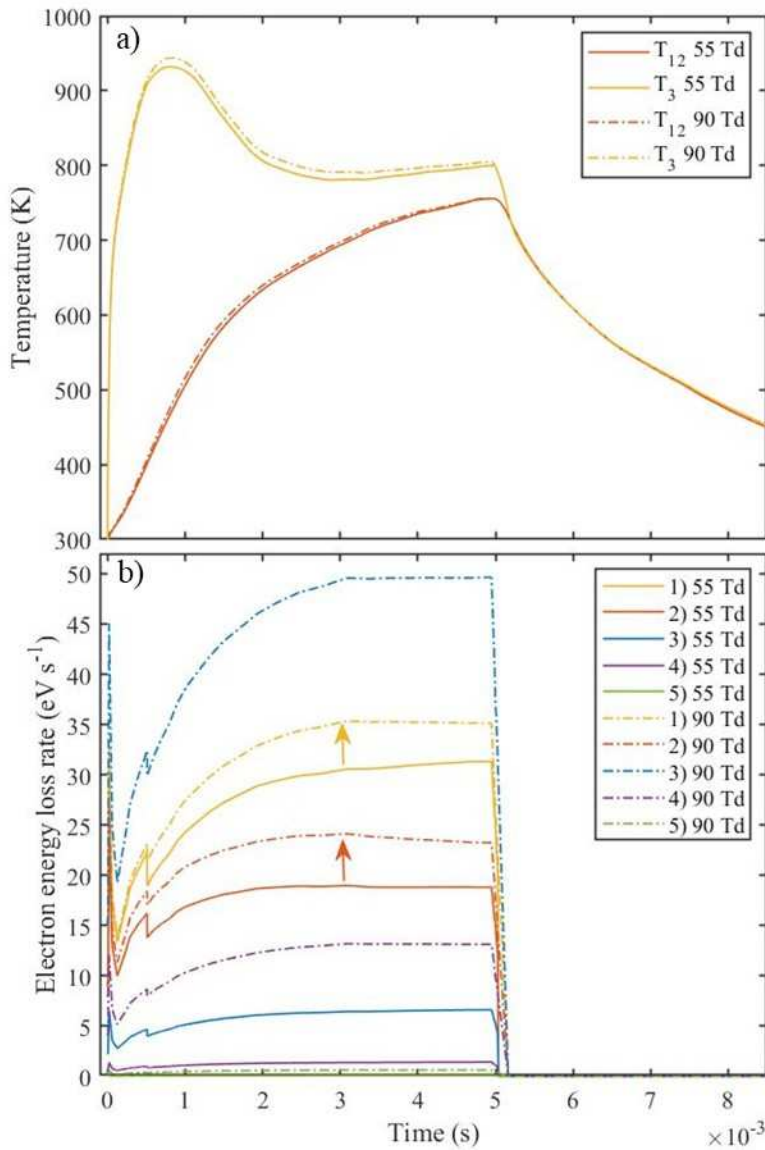 a)
1000
900
800
700
600
500
400
300
Temperature (K)
T12 55 Td
T3 55 Td
T12 90 Td
T3 90 Td
b)
50
45
40
35
30
25
20
15
10
5
0
Electron energy loss rate (eV s-1)
1) 55 Td
2) 55 Td
3) 55 Td
4) 55 Td
5) 55 Td
1) 90 Td
2) 90 Td
3) 90 Td
4) 90 Td
5) 90 Td
0 1 2 3 4 5 6 7 8
Time (s)
×10-3